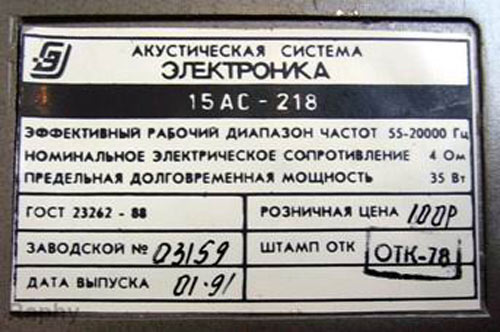 АКУСТИЧЕСКАЯ СИСТЕМА
ЭЛЕКТРОНИКА
15АС-218
ЭФФЕКТИВНЫЙ РАБОЧИЙ ДИАПАЗОН ЧАСТОТ 55-20000 Гц
НОМИНАЛЬНОЕ ЭЛЕКТРИЧЕСКОЕ СОПРОТИВЛЕНИЕ 4 Ом
ПРЕДЕЛЬНАЯ ДОЛГОВРЕМЕННАЯ МОЩНОСТЬ 35 Вт
ГОСТ 23262-88 РОЗНИЧНАЯ ЦЕНА 100Р
ЗАВОДСКОЙ № 03159 ШТАМП ОТК ОТК-78
ДАТА ВЫПУСКА 01·91